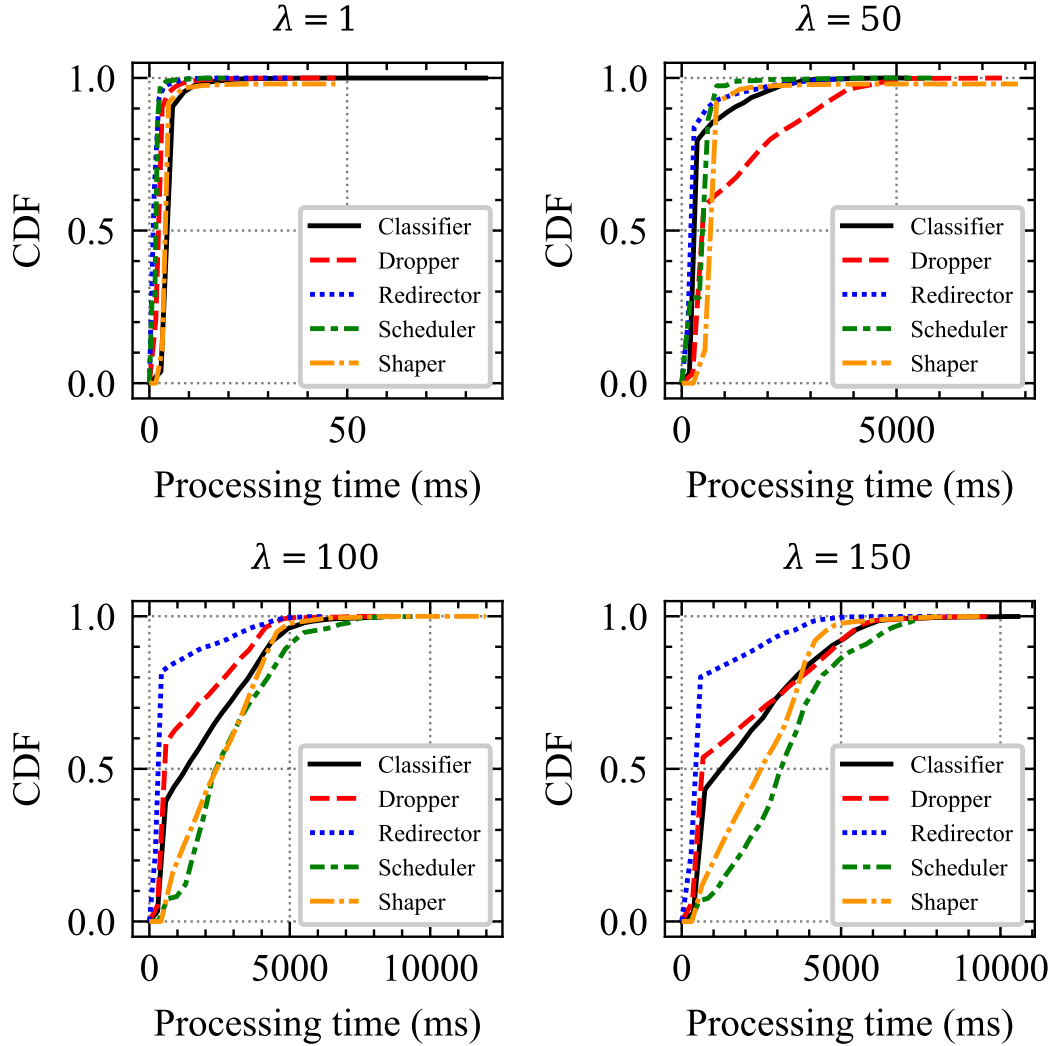 λ = 1
CDF
1.0
0.5
0.0
Classifier
Dropper
Redirector
Scheduler
Shaper
0 50
Processing time (ms)
λ = 50
CDF
1.0
0.5
0.0
Classifier
Dropper
Redirector
Scheduler
Shaper
0 5000
Processing time (ms)
λ = 100
CDF
1.0
0.5
0.0
Classifier
Dropper
Redirector
Scheduler
Shaper
0 5000 10000
Processing time (ms)
λ = 150
CDF
1.0
0.5
0.0
Classifier
Dropper
Redirector
Scheduler
Shaper
0 5000 10000
Processing time (ms)